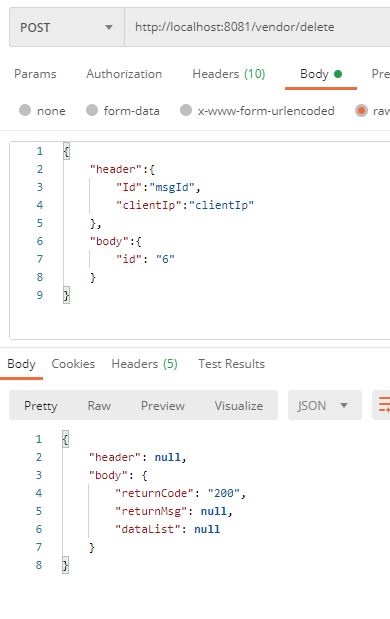 POST http://localhost:8081/vendor/delete
Params Authorization Headers (10) Body Pre
none form-data x-www-form-urlencoded raw
1 {
2 "header":{
3 "Id":"msgId",
4 "clientIp":"clientIp"
5 },
6 "body":{
7 "id": "6"
8 }
9 }
Body Cookies Headers (5) Test Results
Pretty Raw Preview Visualize JSON
1 {
2 "header": null,
3 "body": {
4 "returnCode": "200",
5 "returnMsg": null,
6 "dataList": null
7 }
8 }